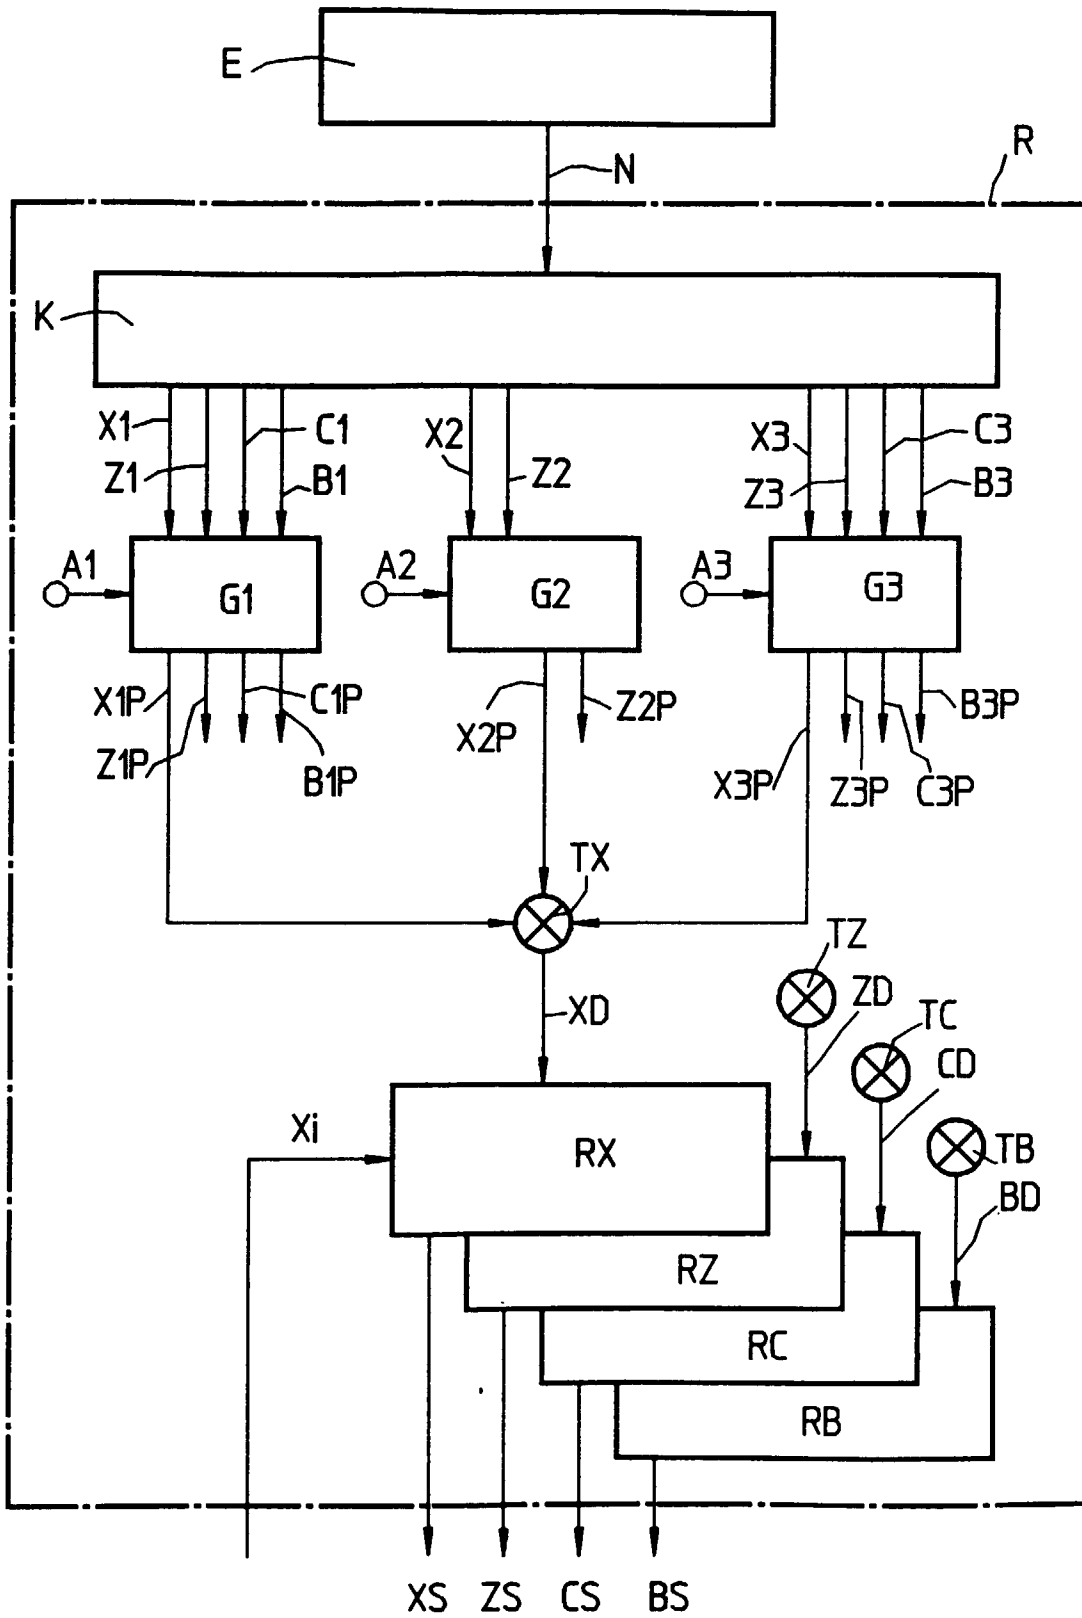 E
N
R
K
X1
C1
X2
X3
C3
Z1
B1
Z2
Z3
B3
A1
G1
A2
G2
A3
G3
X1P
C1P
Z2P
B3P
Z1P
B1P
X2P
X3P
Z3P
C3P
TX
TZ
XD
ZD
TC
CD
Xi
RX
TB
BD
RZ
RC
RB
XS
ZS
CS
BS